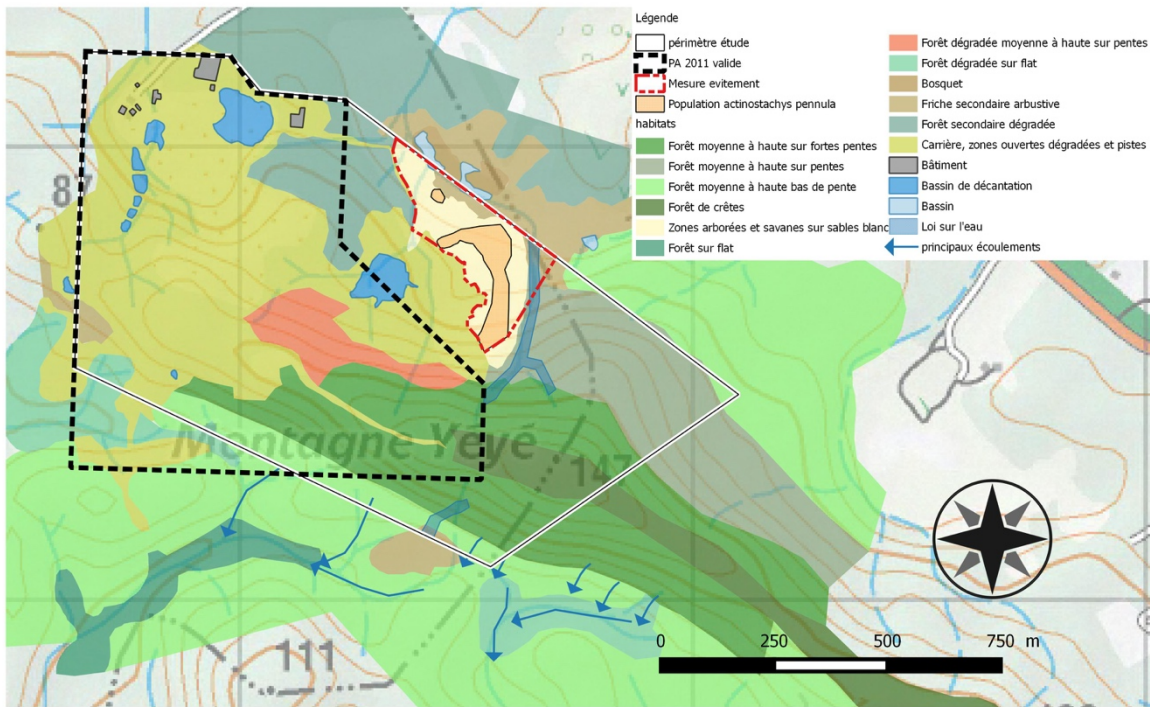 Légende
périmètre étude
PA 2011 valide
Mesure evitement
Population actinostachys pennula
habitats
Forêt moyenne à haute sur fortes pentes
Forêt moyenne à haute sur pentes
Forêt moyenne à haute bas de pente
Forêt de crêtes
Zones arborées et savanes sur sables blanc
Forêt sur flat
Forêt dégradée moyenne à haute sur pentes
Forêt dégradée sur flat
Bosquet
Friche secondaire arbustive
Forêt secondaire dégradée
Carrière, zones ouvertes dégradées et pistes
Bâtiment
Bassin de décantation
Bassin
Loi sur l'eau
principaux écoulements
87
Montagne Yéyé
147
111
0 250 500 750 m